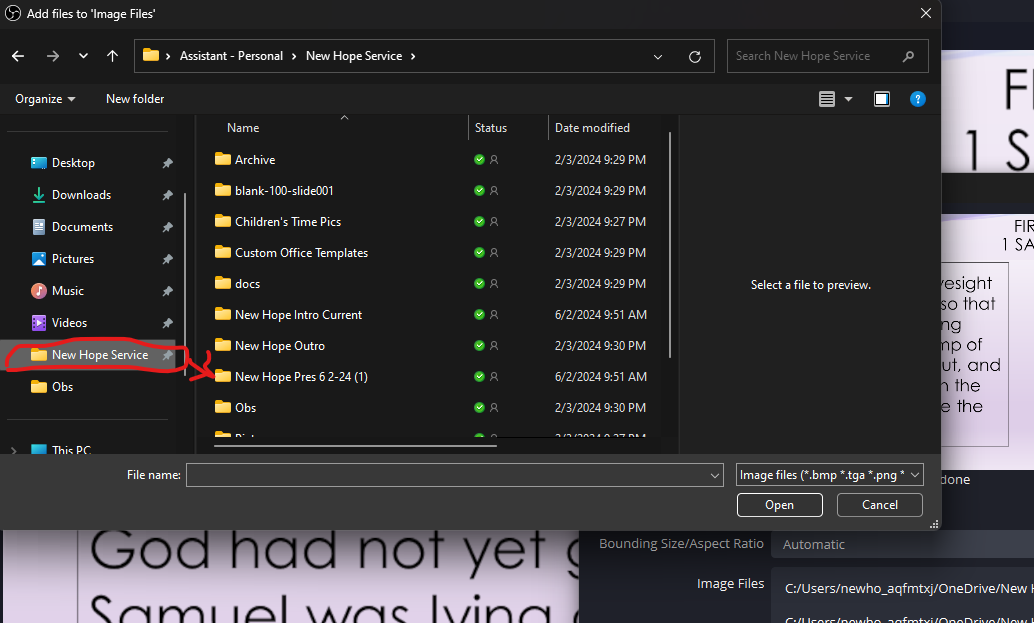 Add files to 'Image Files'
Assistant - Personal > New Hope Service >
Search New Hope Service
Organize
New folder
Name
Status
Date modified
Desktop
Downloads
Documents
Pictures
Music
Videos
New Hope Service
Obs
This PC
Archive 2/3/2024 9:29 PM
blank-100-slide001 2/3/2024 9:29 PM
Children's Time Pics 2/3/2024 9:27 PM
Custom Office Templates 2/3/2024 9:29 PM
docs 2/3/2024 9:29 PM
New Hope Intro Current 6/2/2024 9:51 AM
New Hope Outro 2/3/2024 9:30 PM
New Hope Pres 6 2-24 (1) 6/2/2024 9:51 AM
Obs 2/3/2024 9:30 PM
Select a file to preview.
File name:
Image files (*.bmp *.tga *.png *
Open
Cancel
FI
1 S
FIR
1 SA
yesight
so that
ng
mp of
ut, and
n the
e the
done
God had not yet g
Samuel was lying
Bounding Size/Aspect Ratio
Automatic
Image Files
C:/Users/newho_aqfmtxj/OneDrive/New H
C:/Users/newho_aqfmtxj/OneDrive/New